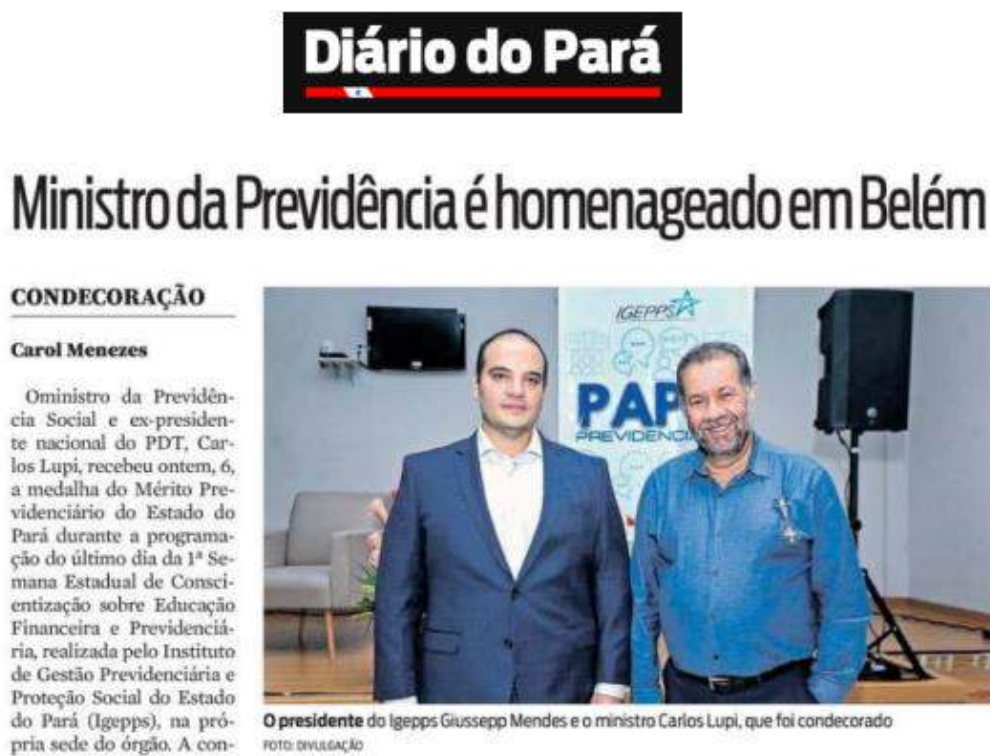 Diário do Pará
Ministro da Previdência é homenageado em Belém
CONDECORAÇÃO
Carol Menezes
Oministro da Previdên-
cia Social e ex-presiden-
te nacional do PDT, Car-
los Lupi, recebeu ontem, 6,
a medalha do Mérito Pre-
videnciário do Estado do
Pará durante a programa-
ção do último dia da 1ª Se-
mana Estadual de Consci-
entização sobre Educação
Financeira e Previdenciá-
ria, realizada pelo Instituto
de Gestão Previdenciária e
Proteção Social do Estado
do Pará (Igepps), na pró-
pria sede do órgão. A con-
IGEPPS
PAP
PREVIDENCIÁ
O presidente do Igepps Giussepp Mendes e o ministro Carlos Lupi, que foi condecorado
FOTO: DIVULGAÇÃO